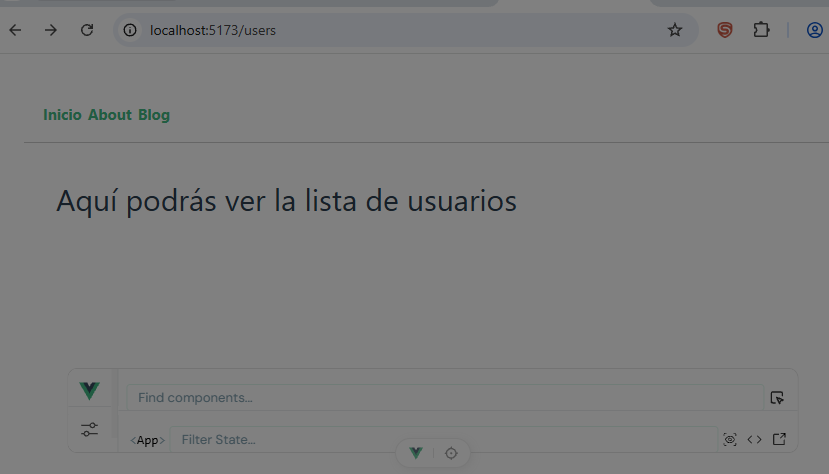 localhost:5173/users
Inicio About Blog
Aquí podrás ver la lista de usuarios
Find components...
<App> Filter State...